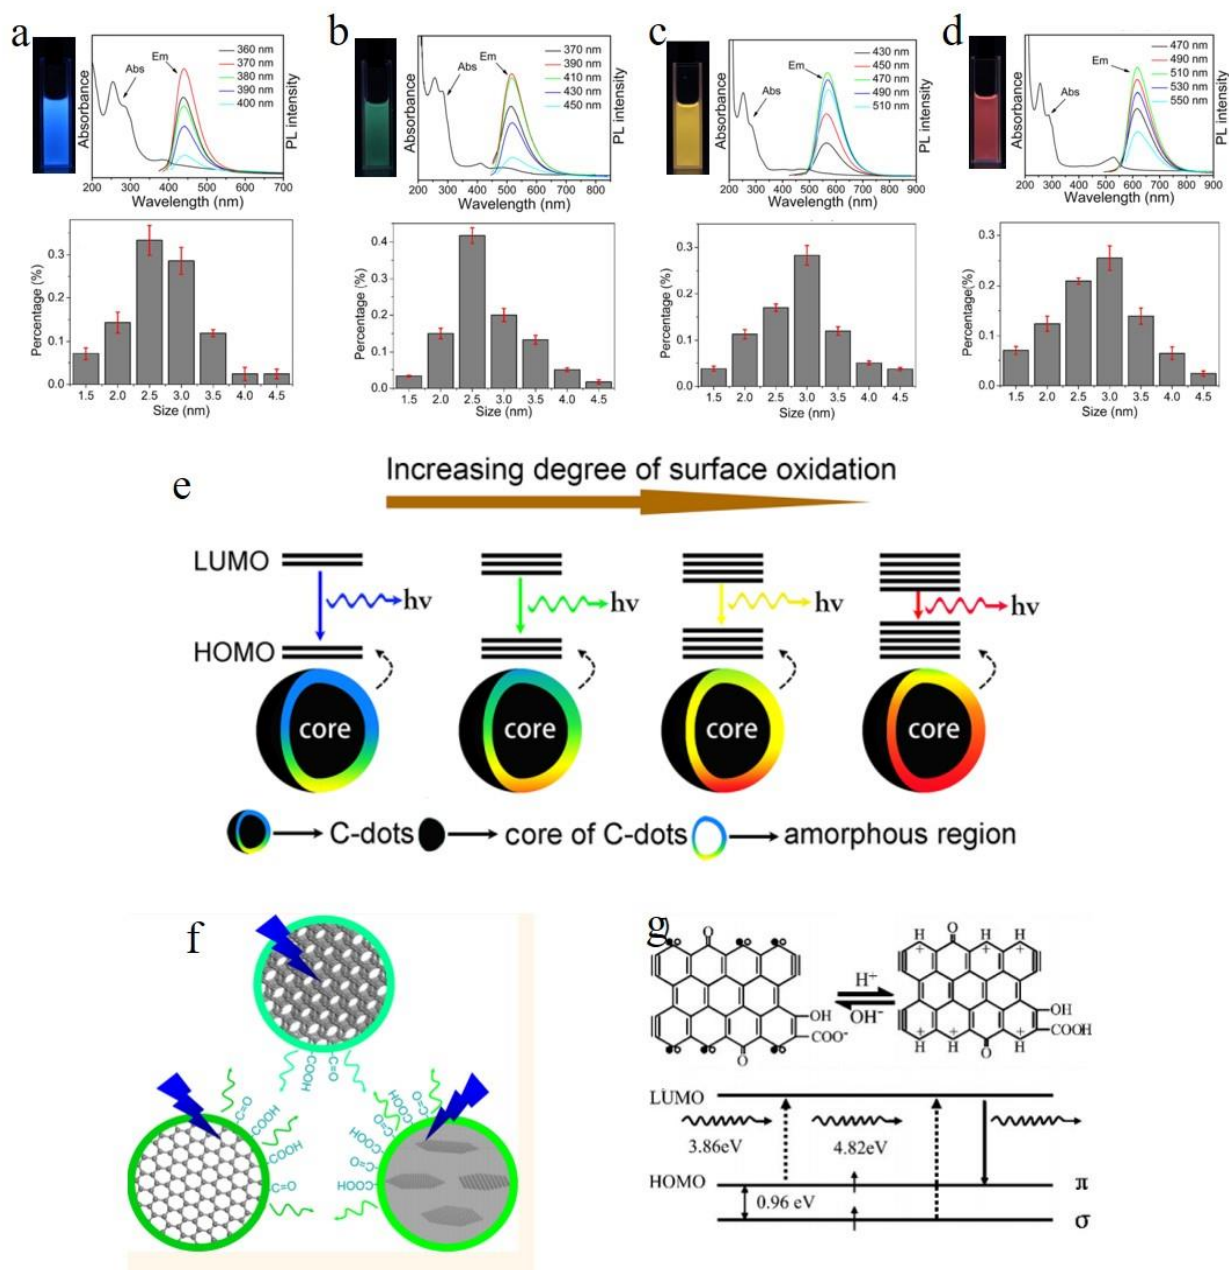 a
Absorbance
Abs
Em
360 nm
370 nm
380 nm
390 nm
400 nm
PL intensity
200 300 400 500 600 700
Wavelength (nm)
b
Absorbance
Abs
Em
370 nm
390 nm
410 nm
430 nm
450 nm
PL intensity
200 300 400 500 600 700 800
Wavelength (nm)
c
Absorbance
Abs
Em
430 nm
450 nm
470 nm
490 nm
510 nm
PL intensity
200 300 400 500 600 700 800
Wavelength (nm)
d
Absorbance
Abs
Em
470 nm
490 nm
510 nm
530 nm
550 nm
PL intensity
200 300 400 500 600 700 800 900
Wavelength (nm)
Percentage (%)
0.3
0.2
0.1
0.0
1.5 2.0 2.5 3.0 3.5 4.0 4.5
Size (nm)
Percentage (%)
0.4
0.3
0.2
0.1
0.0
1.5 2.0 2.5 3.0 3.5 4.0 4.5
Size (nm)
Percentage (%)
0.3
0.2
0.1
0.0
1.5 2.0 2.5 3.0 3.5 4.0 4.5
Size (nm)
Percentage(%)
0.3
0.2
0.1
0.0
1.5 2.0 2.5 3.0 3.5 4.0 4.5
Size (nm)
e
Increasing degree of surface oxidation
LUMO
hν hν hν hν
HOMO
core core core core
C-dots core of C-dots amorphous region
f
COOH
C=O
C=O
COOH
COOH
C=O
COOH
C=O
C=O
COOH
C=O
COOH
g
O
OH
COO⁻
O
H⁺
OH⁻
H O H H
+ + +
OH
COOH
+ + +
H H O H
LUMO
3.86eV 4.82eV
HOMO π
0.96 eV
σ